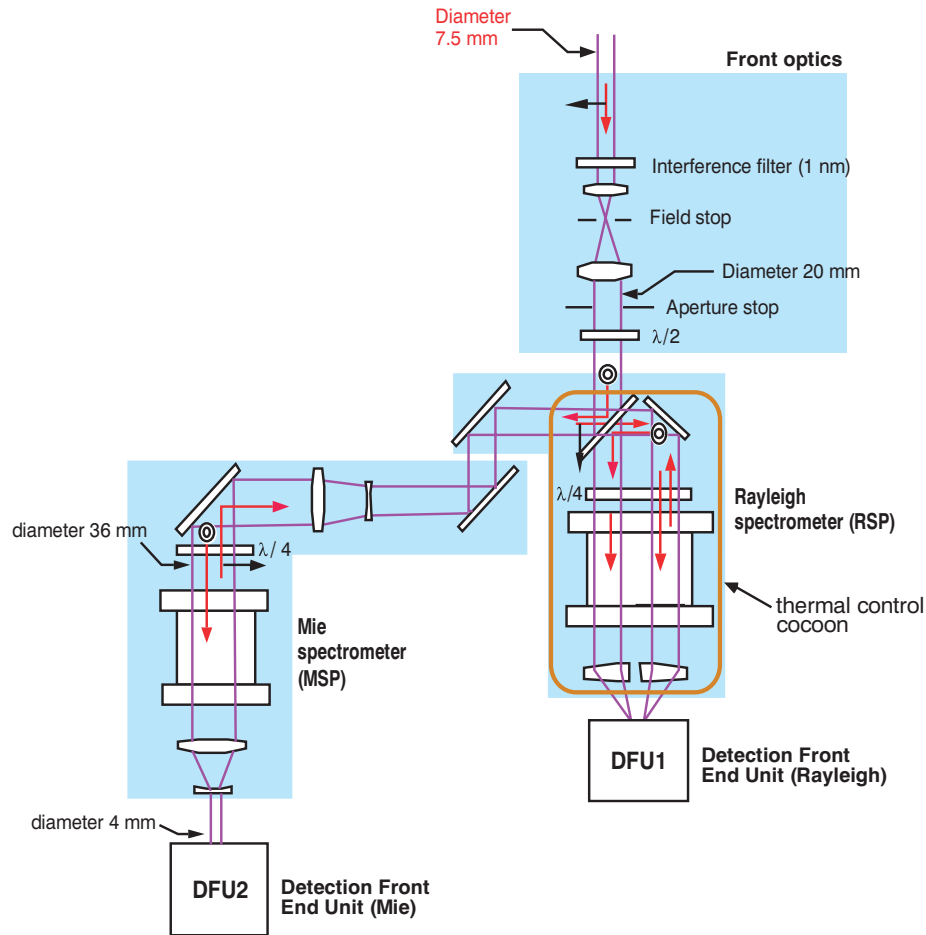 Diameter
7.5 mm
Front optics
Interference filter (1 nm)
Field stop
Diameter 20 mm
Aperture stop
λ/2
λ/4
Rayleigh
spectrometer (RSP)
diameter 36 mm
λ/ 4
thermal control
cocoon
Mie
spectrometer
(MSP)
DFU1
Detection Front
End Unit (Rayleigh)
diameter 4 mm
DFU2
Detection Front
End Unit (Mie)